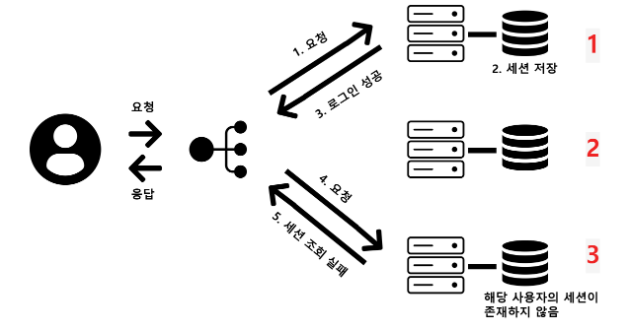 1. 요청
2. 세션 저장
3. 로그인 성공
1
요청
응답
2
4. 요청
5. 세션 조회 실패
3
해당 사용자의 세션이
존재하지 않음